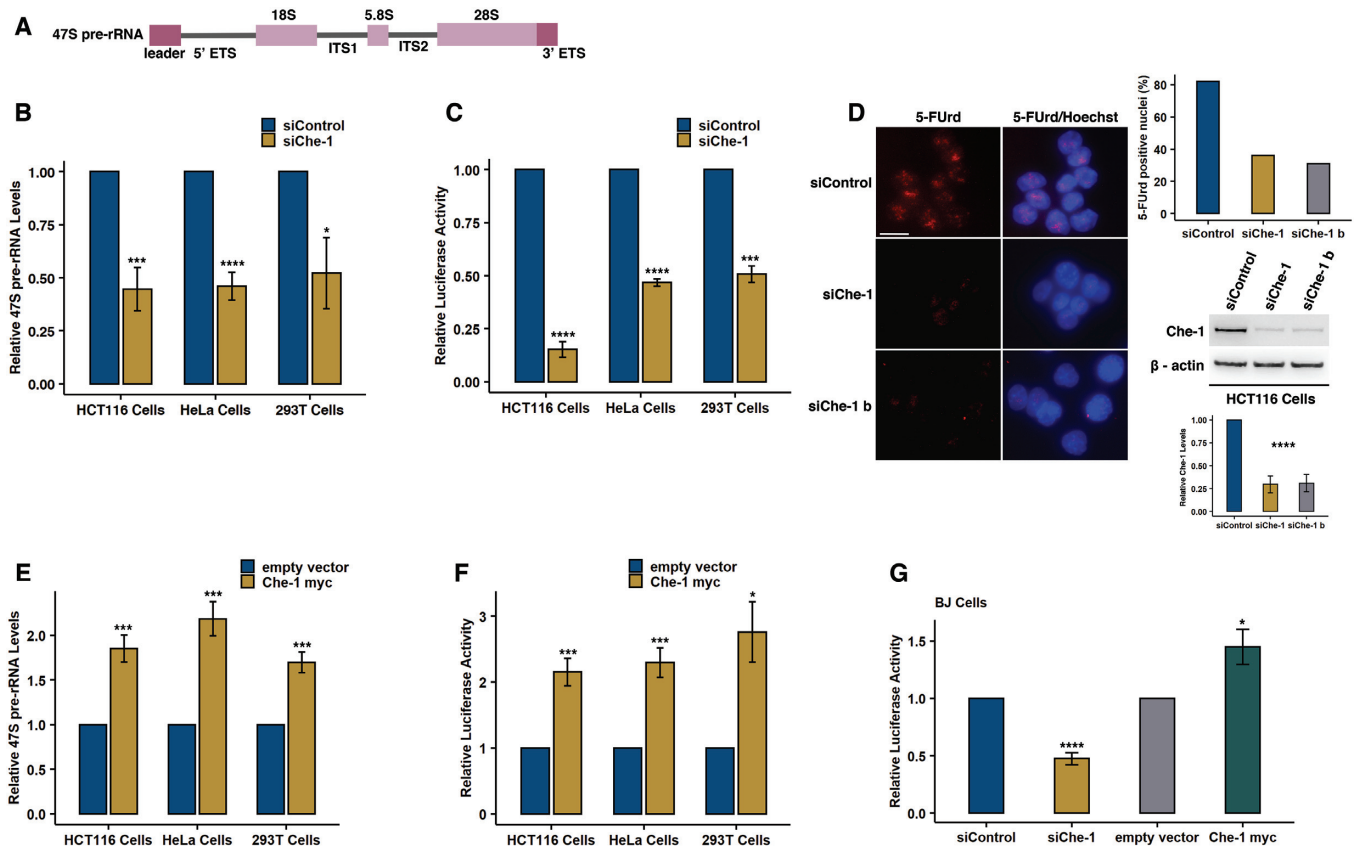 A
47S pre-rRNA
18S
5.8S
28S
leader
5' ETS
ITS1
ITS2
3' ETS
B
siControl
siChe-1
Relative 47S pre-rRNA Levels
1.00
0.75
0.50
0.25
0.00
***
****
*
HCT116 Cells
HeLa Cells
293T Cells
C
siControl
siChe-1
Relative Luciferase Activity
1.00
0.75
0.50
0.25
0.00
****
****
***
HCT116 Cells
HeLa Cells
293T Cells
D
5-FUrd
5-FUrd/Hoechst
siControl
siChe-1
siChe-1 b
5-FUrd positive nuclei (%)
80
60
40
20
0
siControl
siChe-1
siChe-1 b
siControl
siChe-1
siChe-1 b
Che-1
β - actin
HCT116 Cells
Relative Che-1 Levels
1.00
0.75
0.50
0.25
0.00
****
siControl
siChe-1
siChe-1 b
E
empty vector
Che-1 myc
Relative 47S pre-rRNA Levels
2.0
1.5
1.0
0.5
0.0
***
***
***
HCT116 Cells
HeLa Cells
293T Cells
F
empty vector
Che-1 myc
Relative Luciferase Activity
3
2
1
0
***
***
*
HCT116 Cells
HeLa Cells
293T Cells
G
BJ Cells
Relative Luciferase Activity
1.5
1.0
0.5
0.0
****
*
siControl
siChe-1
empty vector
Che-1 myc